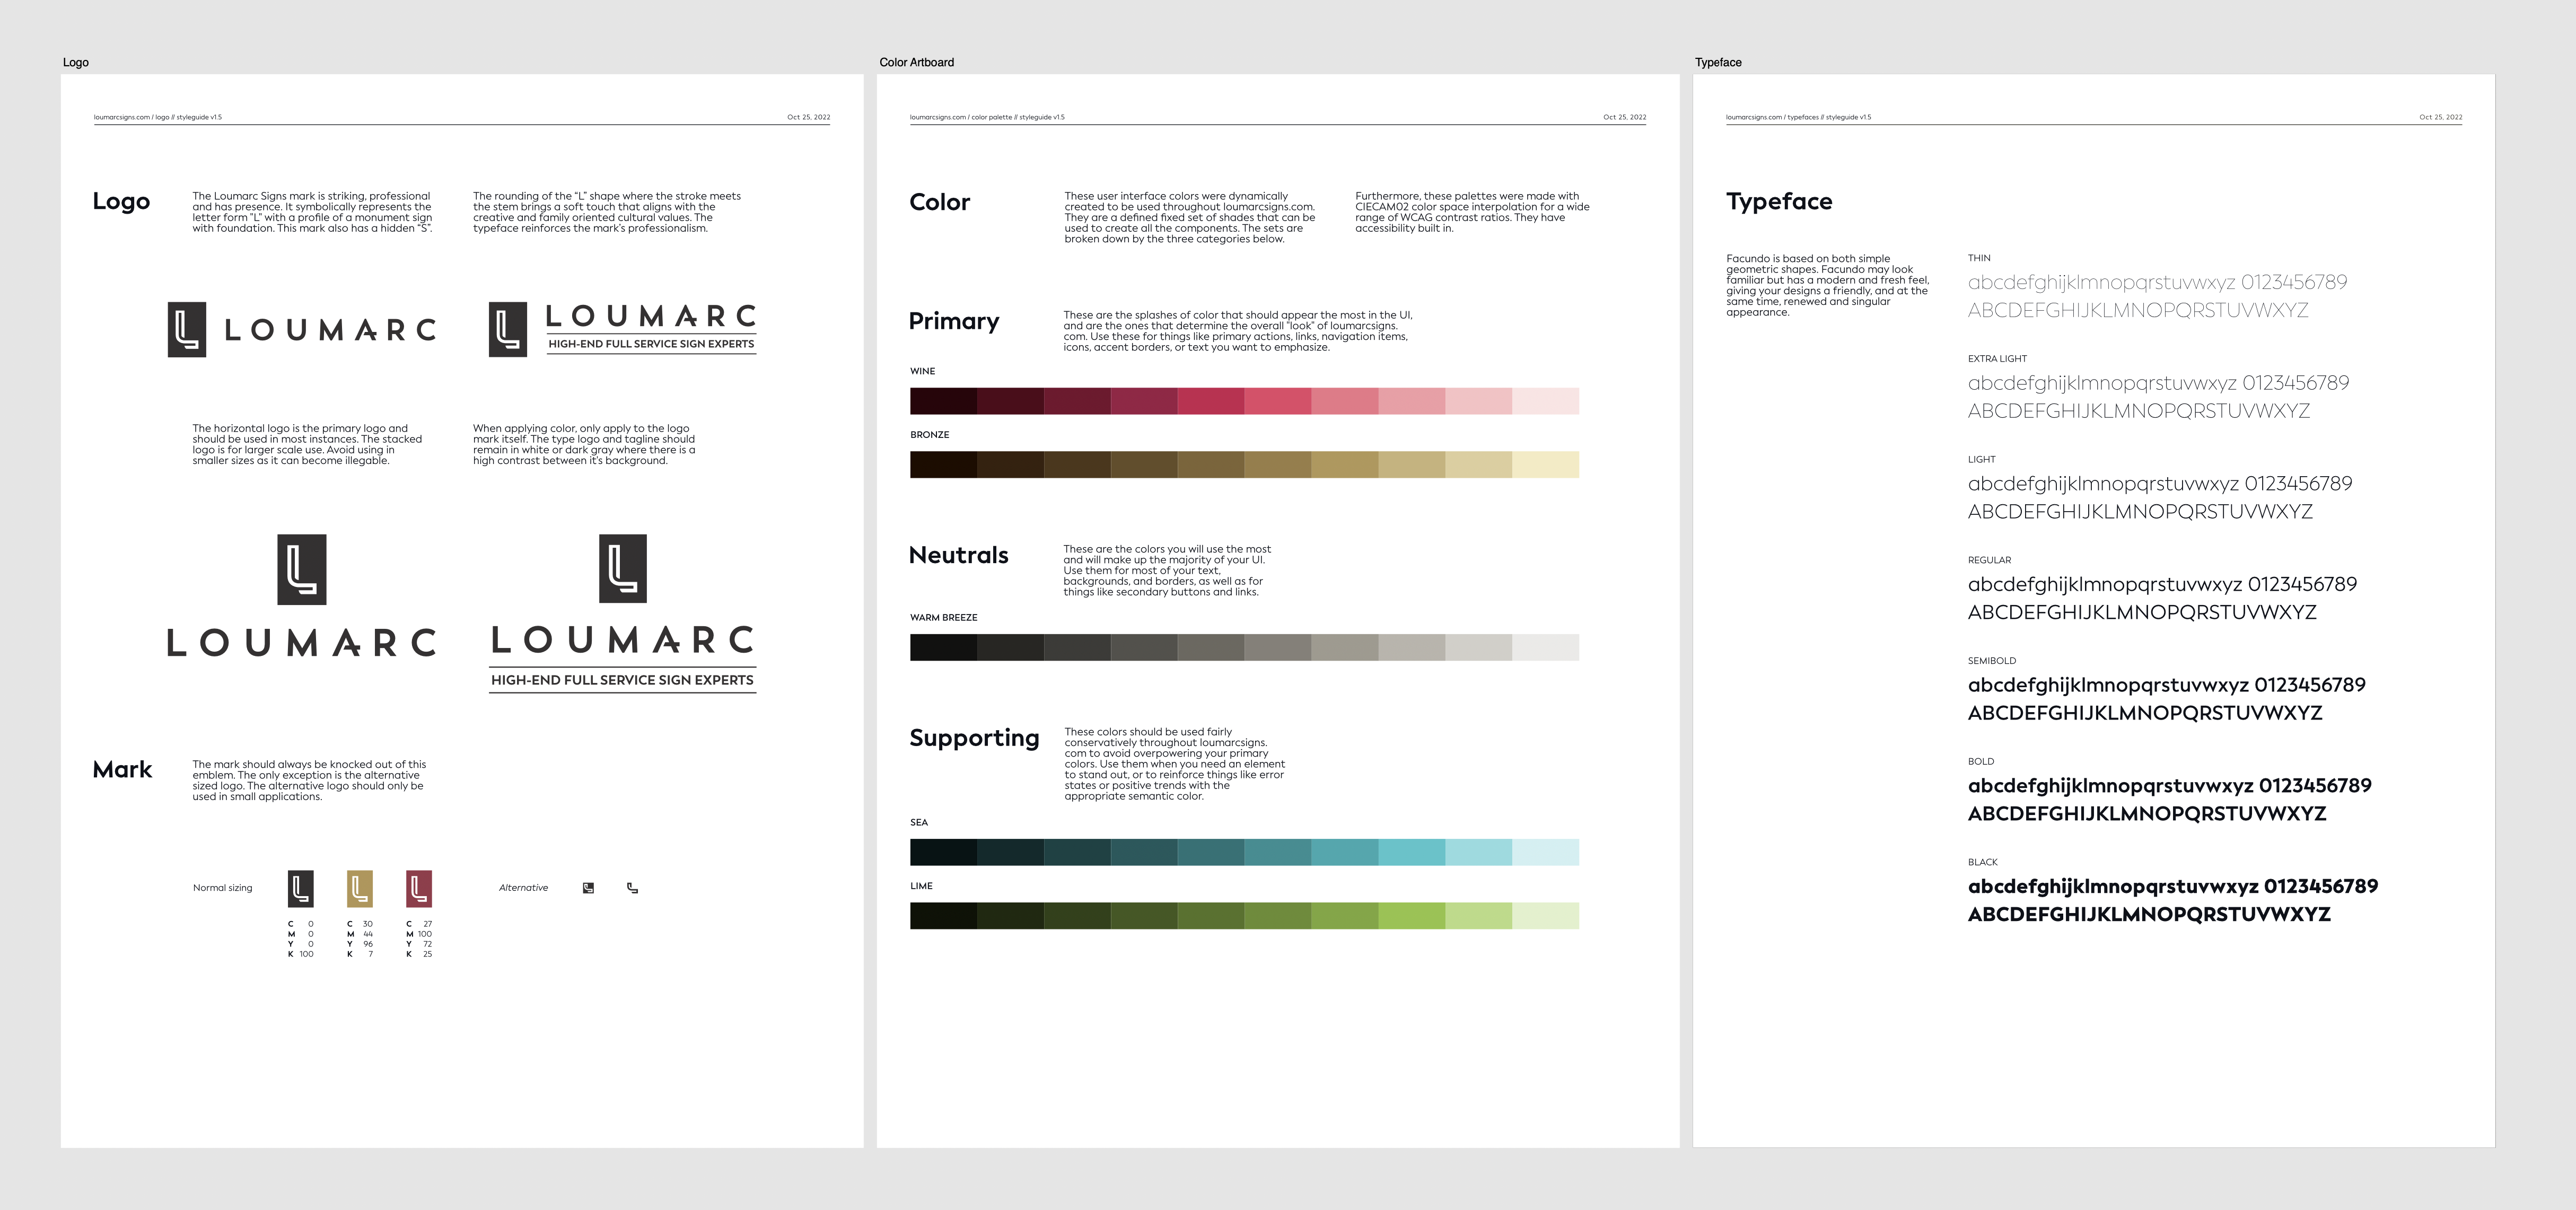 Logo
loumarcsigns.com / logo // styleguide v1.5
Oct 25, 2022
Logo
The Loumarc Signs mark is striking, professional
and has presence. It symbolically represents the
letter form "L" with a profile of a monument sign
with foundation. This mark also has a hidden "S".
The rounding of the "L" shape where the stroke meets
the stem brings a soft touch that aligns with the
creative and family oriented cultural values. The
typeface reinforces the mark's professionalism.
LOUMARC
LOUMARC
HIGH-END FULL SERVICE SIGN EXPERTS
The horizontal logo is the primary logo and
should be used in most instances. The stacked
logo is for larger scale use. Avoid using in
smaller sizes as it can become illegable.
When applying color, only apply to the logo
mark itself. The type logo and tagline should
remain in white or dark gray where there is a
high contrast between it's background.
LOUMARC
LOUMARC
HIGH-END FULL SERVICE SIGN EXPERTS
Mark
The mark should always be knocked out of this
emblem. The only exception is the alternative
sized logo. The alternative logo should only be
used in small applications.
Normal sizing
C 0
M 0
Y 0
K 100
C 30
M 44
Y 96
K 7
C 27
M 100
Y 72
K 25
Alternative
Color Artboard
loumarcsigns.com / color palette // styleguide v1.5
Oct 25, 2022
Color
These user interface colors were dynamically
created to be used throughout loumarcsigns.com.
They are a defined fixed set of shades that can be
used to create all the components. The sets are
broken down by the three categories below.
Furthermore, these palettes were made with
CIECAM02 color space interpolation for a wide
range of WCAG contrast ratios. They have
accessibility built in.
Primary
These are the splashes of color that should appear the most in the UI,
and are the ones that determine the overall "look" of loumarcsigns.
com. Use these for things like primary actions, links, navigation items,
icons, accent borders, or text you want to emphasize.
WINE
BRONZE
Neutrals
These are the colors you will use the most
and will make up the majority of your UI.
Use them for most of your text,
backgrounds, and borders, as well as for
things like secondary buttons and links.
WARM BREEZE
Supporting
These colors should be used fairly
conservatively throughout loumarcsigns.
com to avoid overpowering your primary
colors. Use them when you need an element
to stand out, or to reinforce things like error
states or positive trends with the
appropriate semantic color.
SEA
LIME
Typeface
loumarcsigns.com / typefaces // styleguide v1.5
Oct 25, 2022
Typeface
Facundo is based on both simple
geometric shapes. Facundo may look
familiar but has a modern and fresh feel,
giving your designs a friendly, and at the
same time, renewed and singular
appearance.
THIN
abcdefghijklmnopqrstuvwxyz 0123456789
ABCDEFGHIJKLMNOPQRSTUVWXYZ
EXTRA LIGHT
abcdefghijklmnopqrstuvwxyz 0123456789
ABCDEFGHIJKLMNOPQRSTUVWXYZ
LIGHT
abcdefghijklmnopqrstuvwxyz 0123456789
ABCDEFGHIJKLMNOPQRSTUVWXYZ
REGULAR
abcdefghijklmnopqrstuvwxyz 0123456789
ABCDEFGHIJKLMNOPQRSTUVWXYZ
SEMIBOLD
abcdefghijklmnopqrstuvwxyz 0123456789
ABCDEFGHIJKLMNOPQRSTUVWXYZ
BOLD
abcdefghijklmnopqrstuvwxyz 0123456789
ABCDEFGHIJKLMNOPQRSTUVWXYZ
BLACK
abcdefghijklmnopqrstuvwxyz 0123456789
ABCDEFGHIJKLMNOPQRSTUVWXYZ